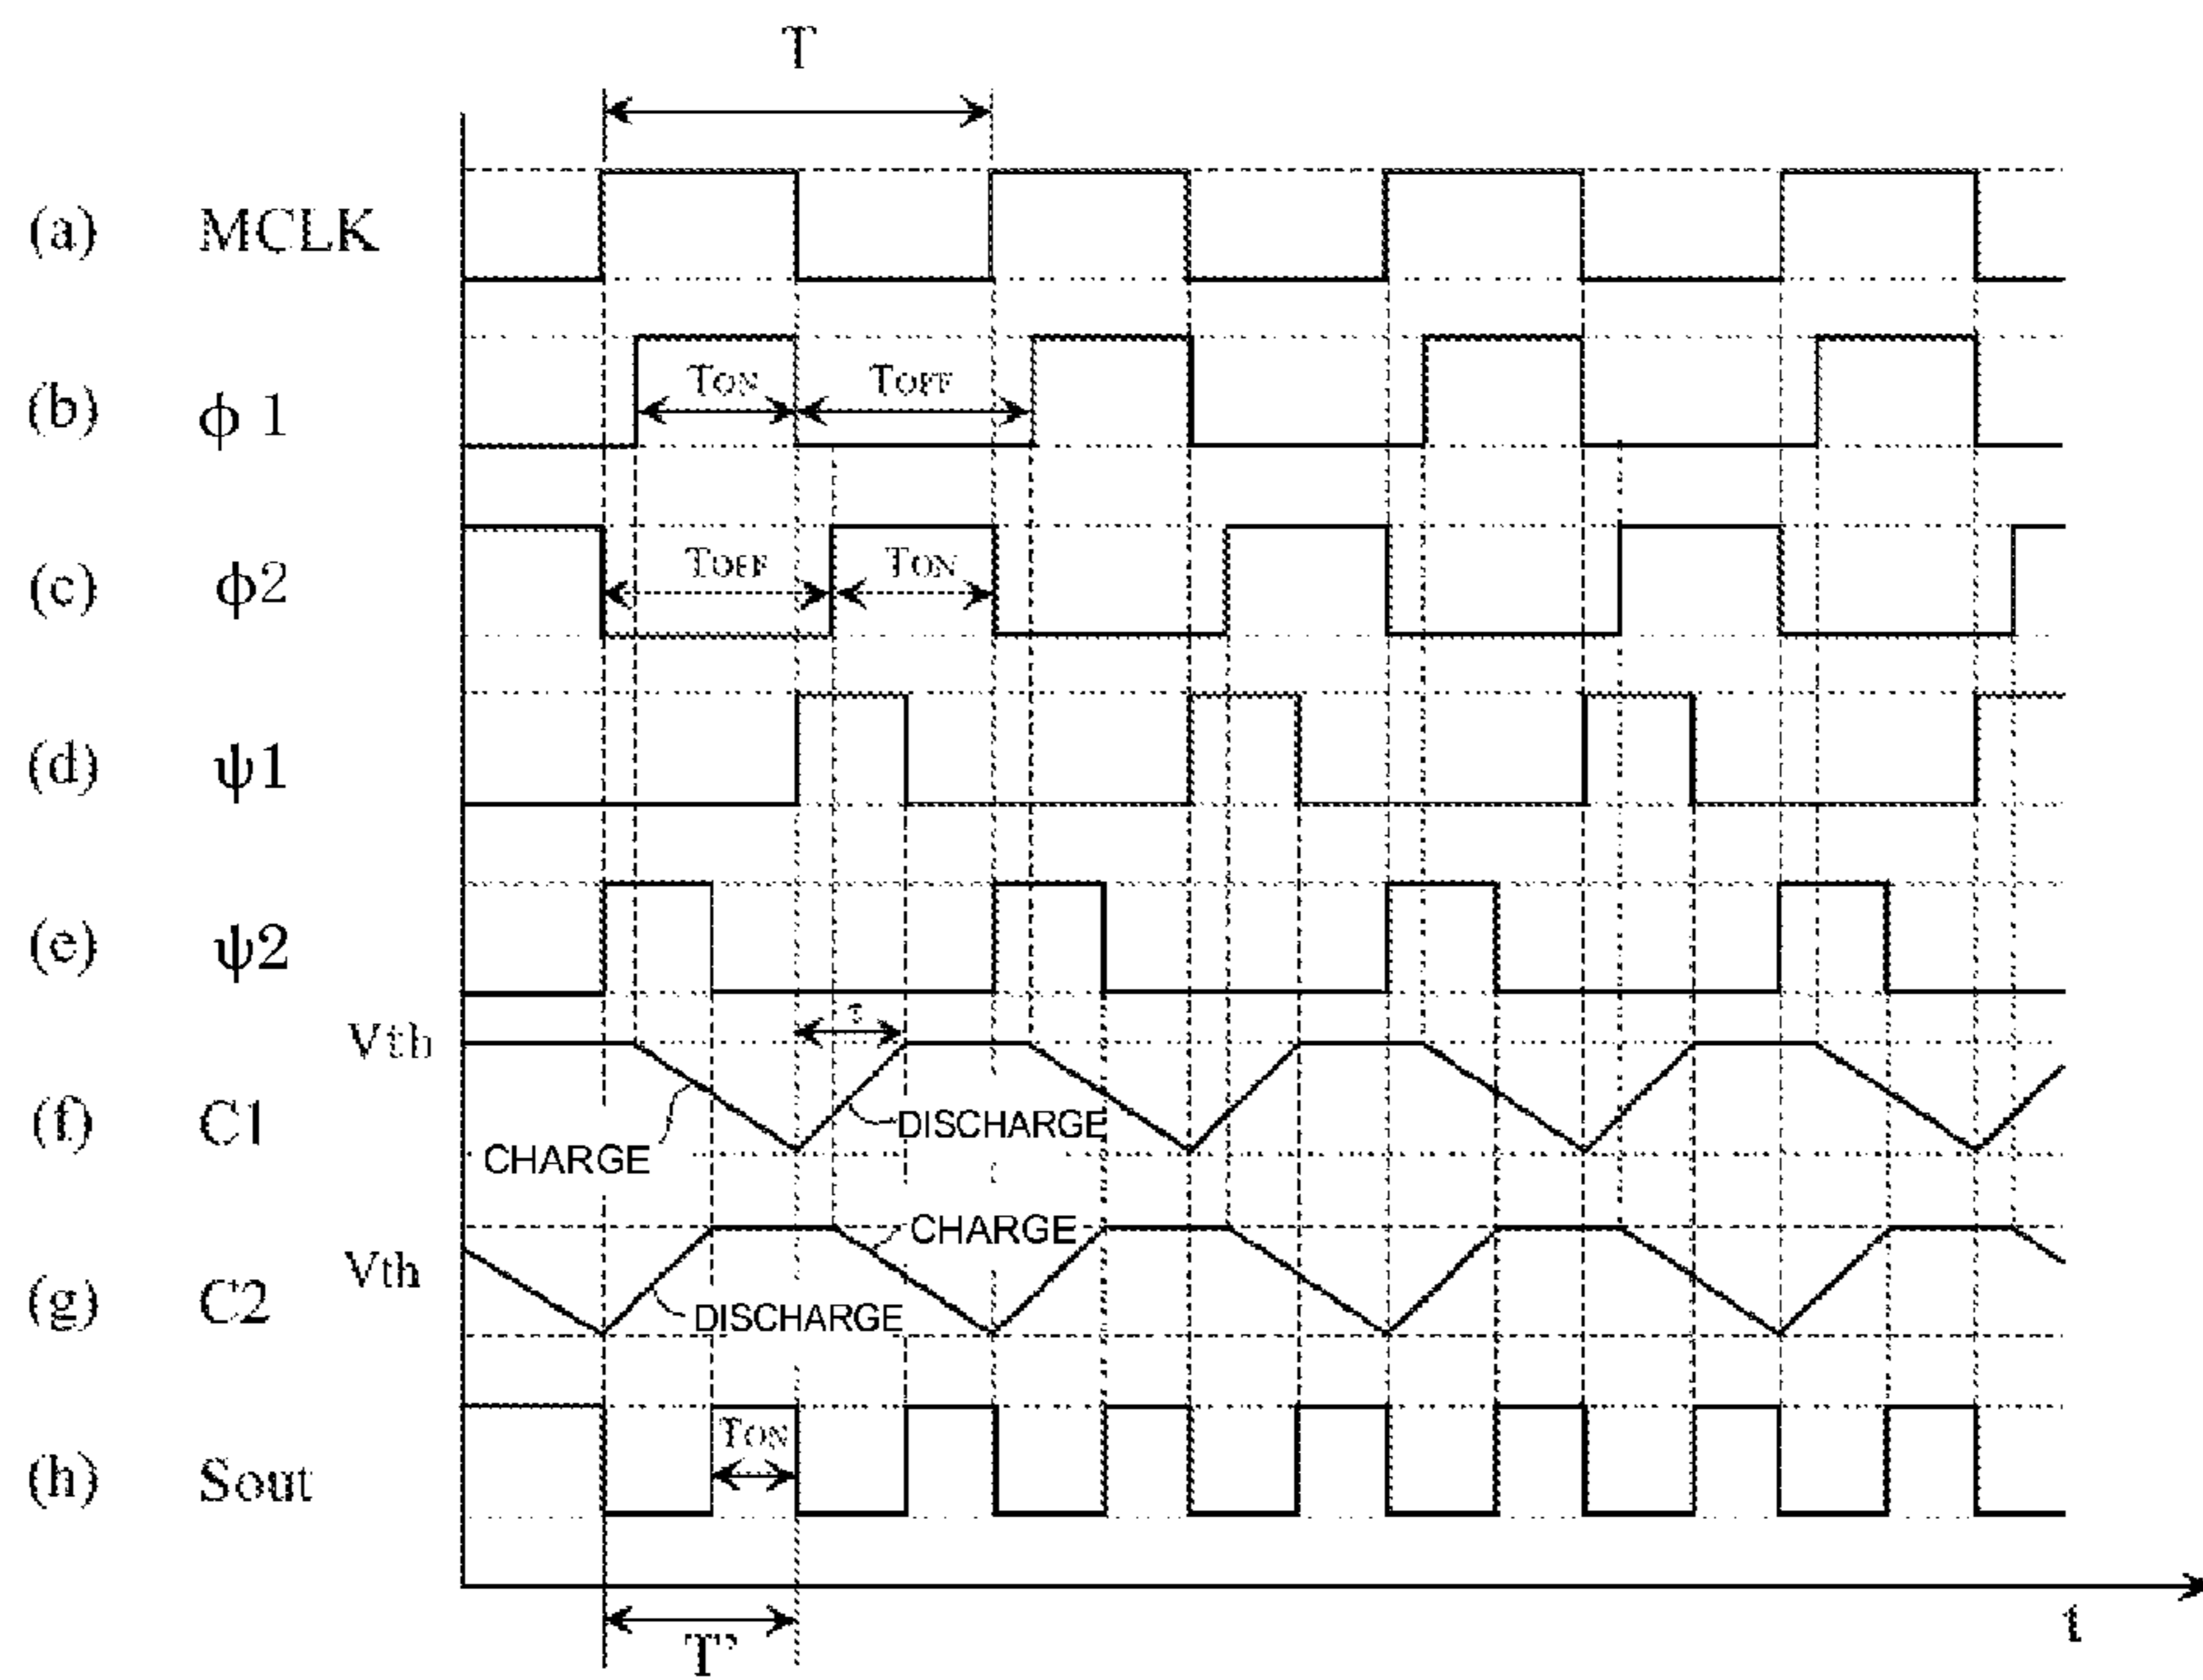 T
(a) MCLK
(b) ϕ 1 TON TOFF
(c) ϕ2 TOFF TON
(d) ψ1
(e) ψ2
Vth τ
(f) C1 CHARGE DISCHARGE
Vth CHARGE
(g) C2 DISCHARGE
(h) Sout TON
T' t